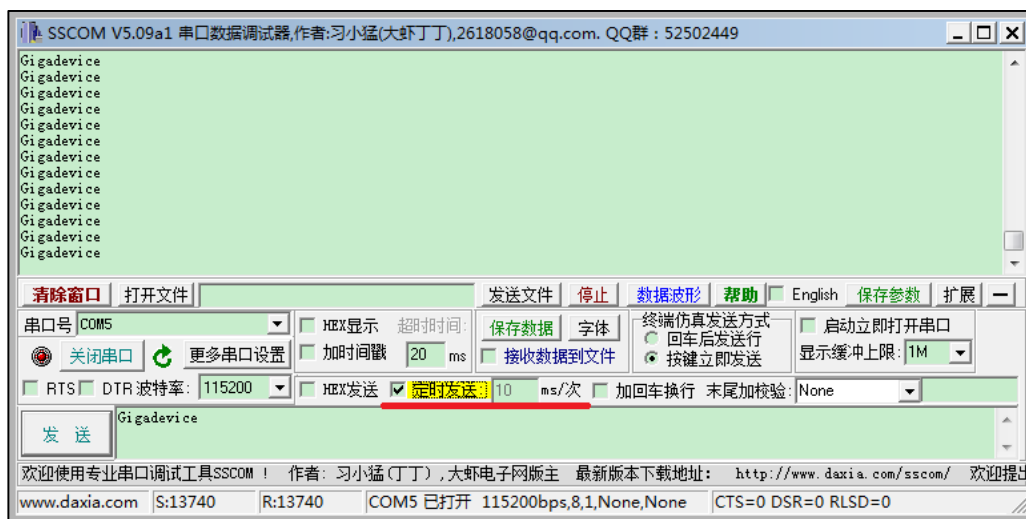 SSCOM V5.09a1 串口数据调试器,作者:习小猛(大虾丁丁),2618058@qq.com. QQ群：52502449
Gigadevice
Gigadevice
Gigadevice
Gigadevice
Gigadevice
Gigadevice
Gigadevice
Gigadevice
Gigadevice
Gigadevice
Gigadevice
Gigadevice
Gigadevice
清除窗口 打开文件 发送文件 停止 数据波形 帮助 English 保存参数 扩展 —
串口号 COM5 HEX显示 超时时间: 保存数据 字体 终端仿真发送方式 回车后发送行 启动立即打开串口
关闭串口 更多串口设置 加时间戳 20 ms 接收数据到文件 按键立即发送 显示缓冲上限: 1M
RTS DTR 波特率: 115200 HEX发送 定时发送: 10 ms/次 加回车换行 末尾加校验: None
发 送 Gigadevice
欢迎使用专业串口调试工具SSCOM ! 作者: 习小猛(丁丁),大虾电子网版主 最新版本下载地址: http://www.daxia.com/sscom/ 欢迎提出
www.daxia.com S:13740 R:13740 COM5 已打开 115200bps,8,1,None,None CTS=0 DSR=0 RLSD=0